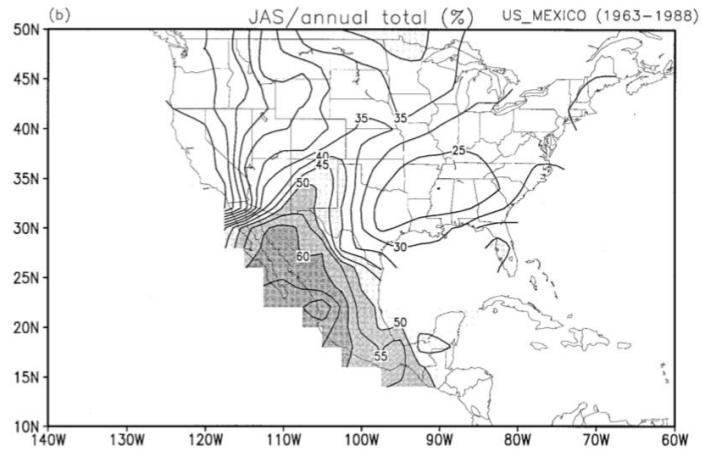 (b) JAS/annual total (%) US_MEXICO (1963–1988)
50N
45N
35 35
40N
25
40
45
35N
50
30N
30
60
25N
20N
50
55
15N
10N
140W 130W 120W 110W 100W 90W 80W 70W 60W